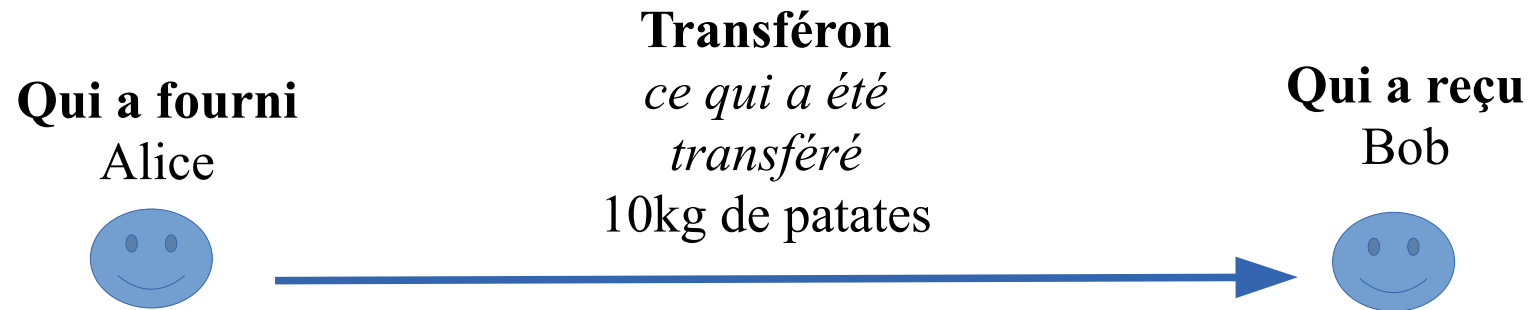 Transféron
ce qui a été
transféré
10kg de patates
Qui a fourni
Alice
Qui a reçu
Bob